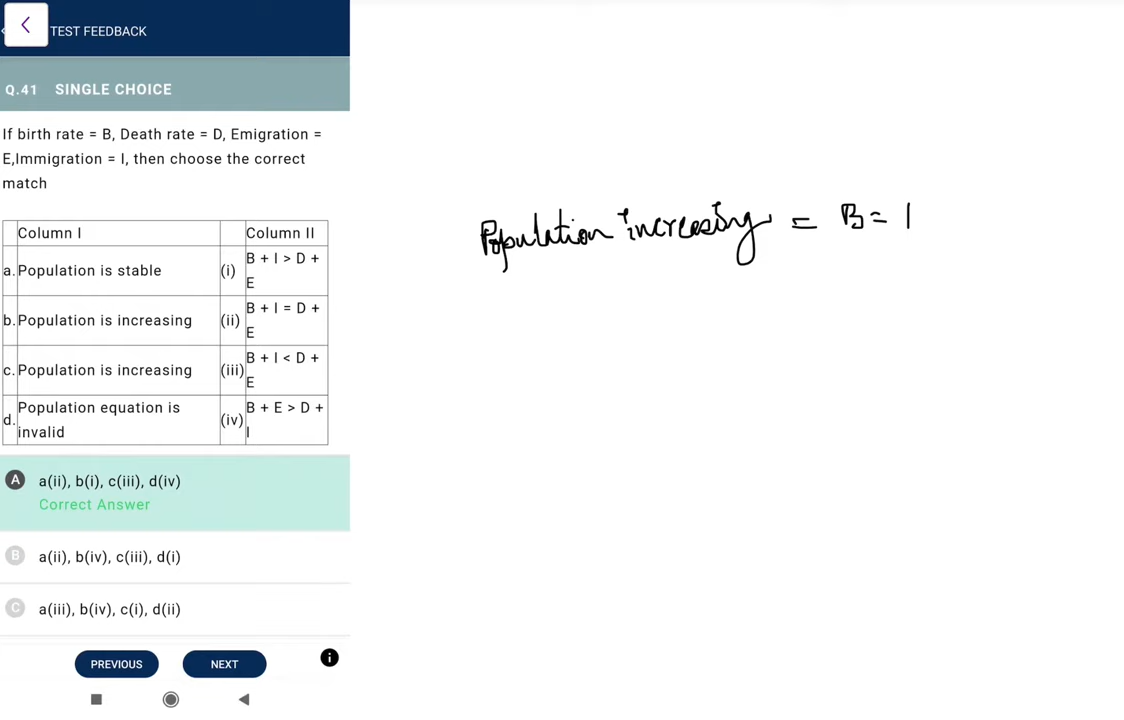 TEST FEEDBACK
Q.41 SINGLE CHOICE
If birth rate = B, Death rate = D, Emigration =
E,Immigration = I, then choose the correct
match
Column I Column II
a. Population is stable (i) B + I > D +
E
b. Population is increasing (ii) B + I = D +
E
c. Population is increasing (iii) B + I < D +
E
d. Population equation is
invalid (iv) B + E > D +
I
A a(ii), b(i), c(iii), d(iv)
Correct Answer
B a(ii), b(iv), c(iii), d(i)
C a(iii), b(iv), c(i), d(ii)
PREVIOUS NEXT
Population increasing = B = I